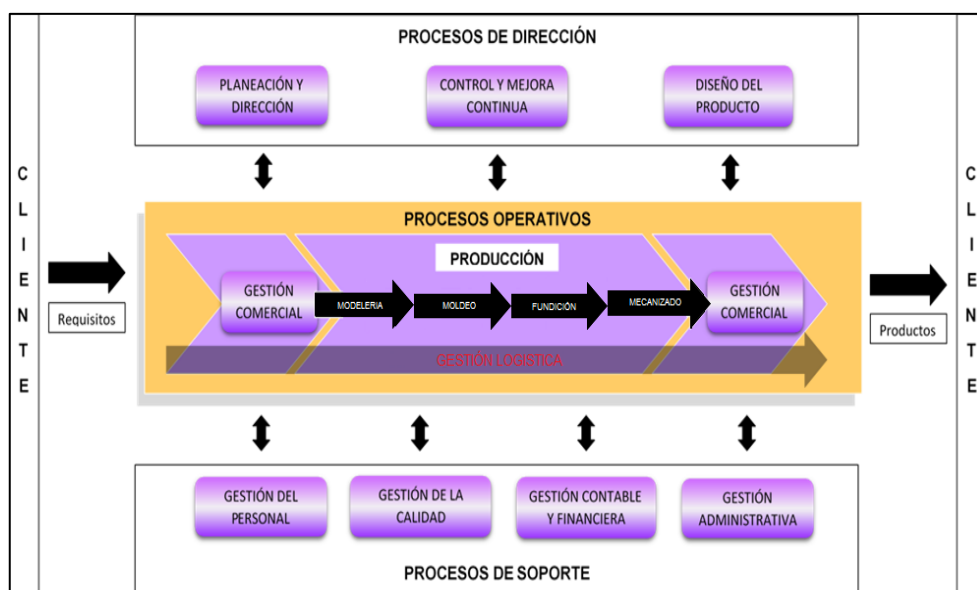 PROCESOS DE DIRECCIÓN
PLANEACIÓN Y
DIRECCIÓN
CONTROL Y MEJORA
CONTINUA
DISEÑO DEL
PRODUCTO
CLIENTE
Requisitos
PROCESOS OPERATIVOS
PRODUCCIÓN
GESTIÓN
COMERCIAL
MODELERIA
MOLDEO
FUNDICIÓN
MECANIZADO
GESTIÓN
COMERCIAL
GESTIÓN LOGISTICA
Productos
CLIENTE
GESTIÓN DEL
PERSONAL
GESTIÓN DE LA
CALIDAD
GESTIÓN CONTABLE
Y FINANCIERA
GESTIÓN
ADMINISTRATIVA
PROCESOS DE SOPORTE